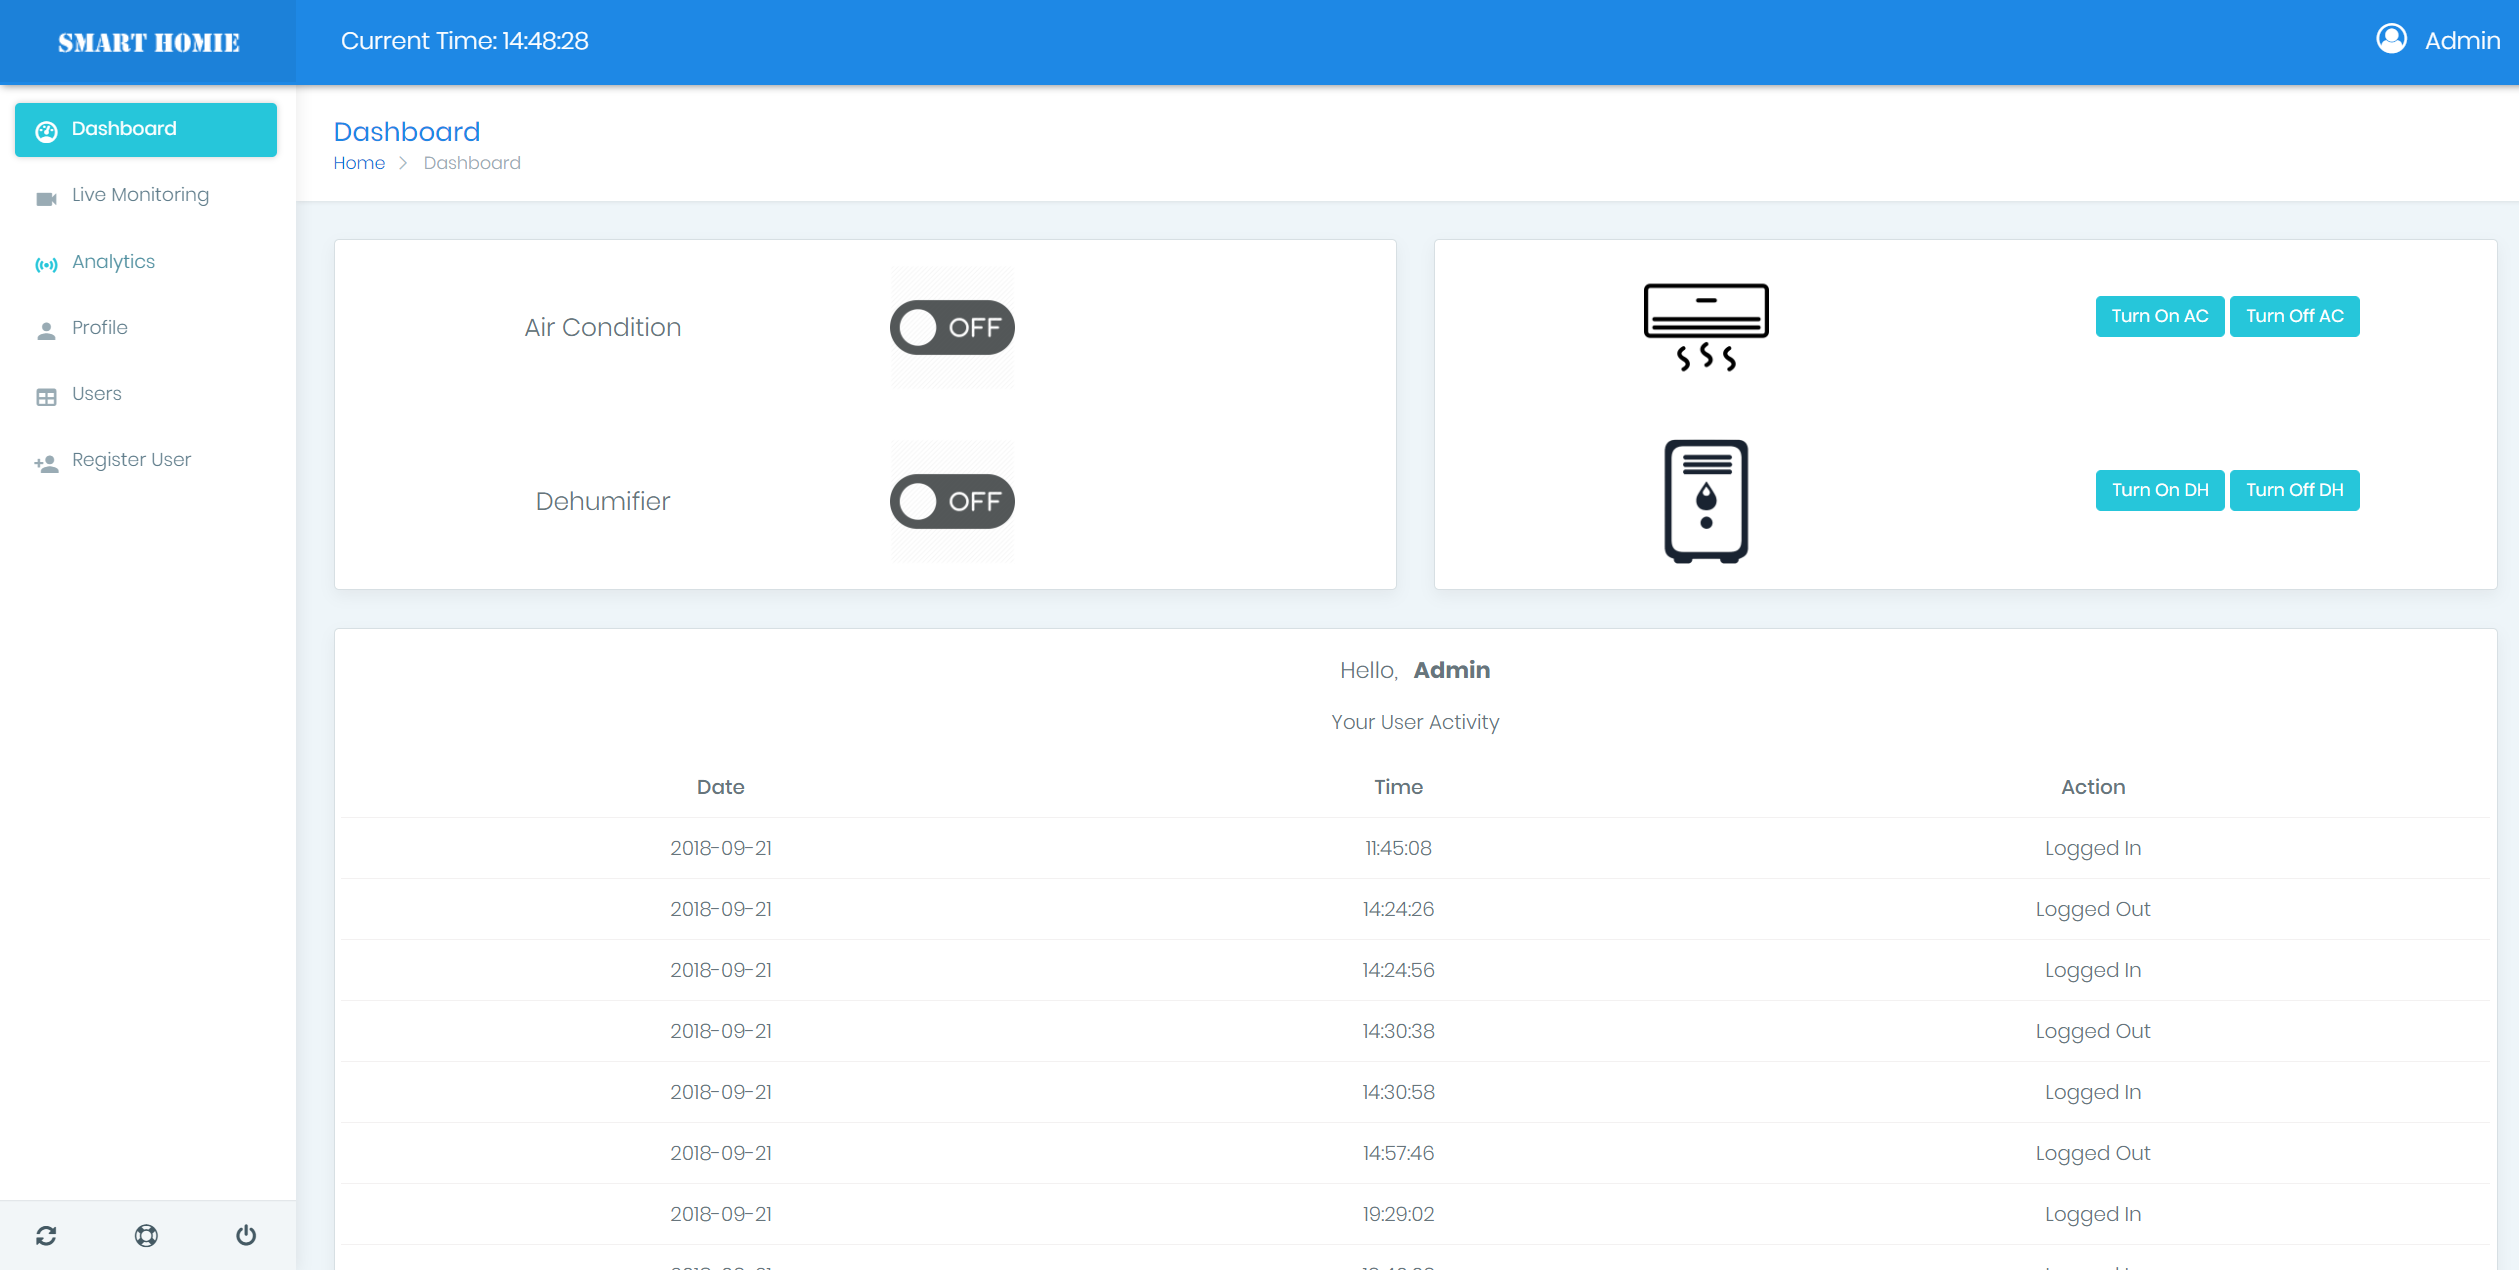 SMART HOMIE
Current Time: 14:48:28
Admin
Dashboard
Live Monitoring
Analytics
Profile
Users
Register User
Dashboard
Home > Dashboard
Air Condition OFF
Dehumifier OFF
Turn On AC Turn Off AC
Turn On DH Turn Off DH
Hello, Admin
Your User Activity
Date Time Action
2018-09-21 11:45:08 Logged In
2018-09-21 14:24:26 Logged Out
2018-09-21 14:24:56 Logged In
2018-09-21 14:30:38 Logged Out
2018-09-21 14:30:58 Logged In
2018-09-21 14:57:46 Logged Out
2018-09-21 19:29:02 Logged In